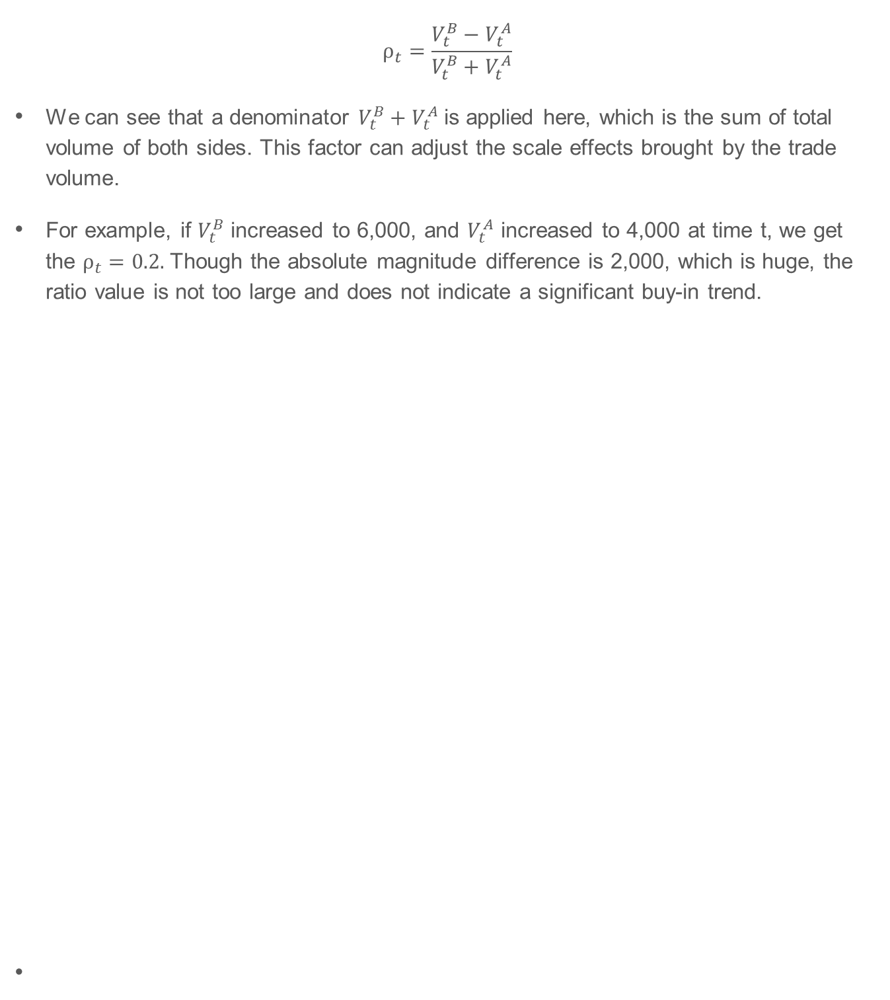 ρ_t = (V_t^B − V_t^A) / (V_t^B + V_t^A)
• We can see that a denominator V_t^B + V_t^A is applied here, which is the sum of total
volume of both sides. This factor can adjust the scale effects brought by the trade
volume.
• For example, if V_t^B increased to 6,000, and V_t^A increased to 4,000 at time t, we get
the ρ_t = 0.2. Though the absolute magnitude difference is 2,000, which is huge, the
ratio value is not too large and does not indicate a significant buy-in trend.
•